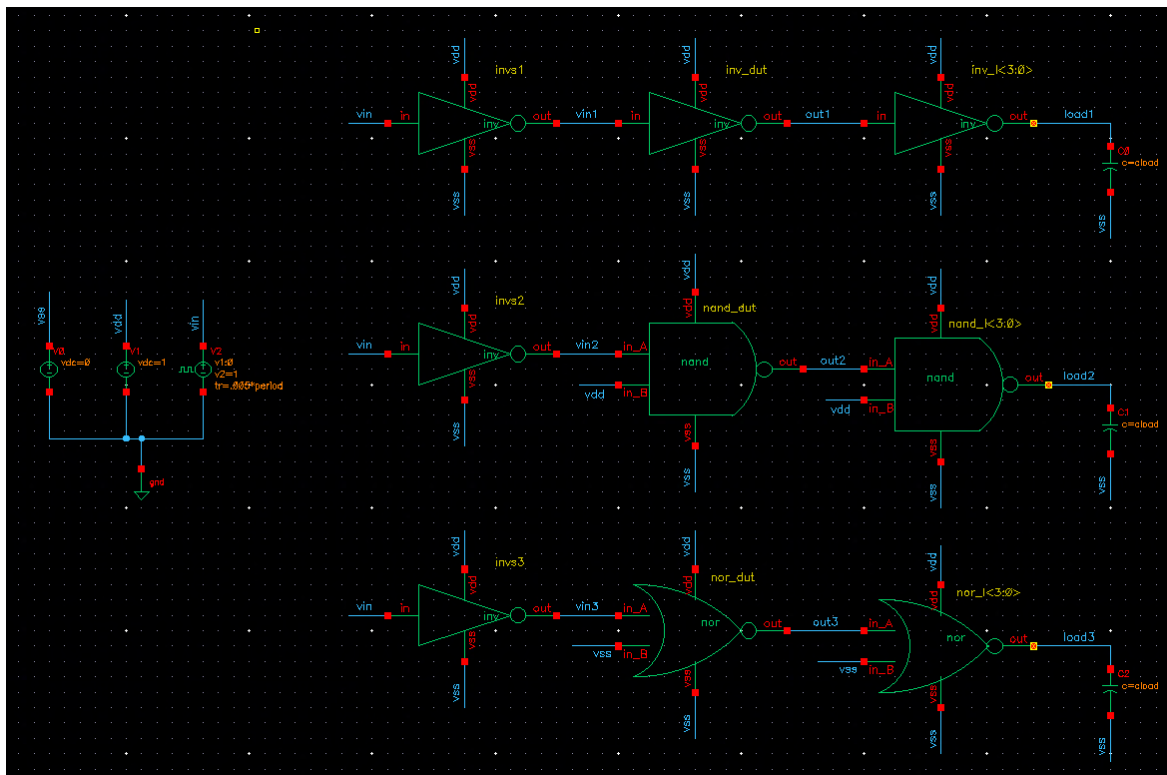 vdd
invs1
vdd
vin
in
inv
out
vss
vss
vin1
vdd
inv_dut
vdd
in
inv
out
vss
vss
out1
vdd
inv_l<3:0>
vdd
in
inv
out
vss
vss
load1
C0
c=cload
vss
vss
V0
vdc=0
vdd
V1
vdc=1
vin
V2
v1:0
v2=1
tr=.005*period
gnd
vdd
invs2
vdd
vin
in
inv
out
vss
vss
vin2
vdd
nand_dut
vdd
in_A
nand
out
vdd
in_B
vss
vss
out2
vdd
nand_l<3:0>
vdd
in_A
nand
out
vdd
in_B
vss
vss
load2
C1
c=cload
vss
vdd
invs3
vdd
vin
in
inv
out
vss
vss
vin3
vdd
nor_dut
vdd
in_A
nor
out
vss
in_B
vss
vss
out3
vdd
nor_l<3:0>
vdd
in_A
nor
out
vss
in_B
vss
vss
load3
C2
c=cload
vss